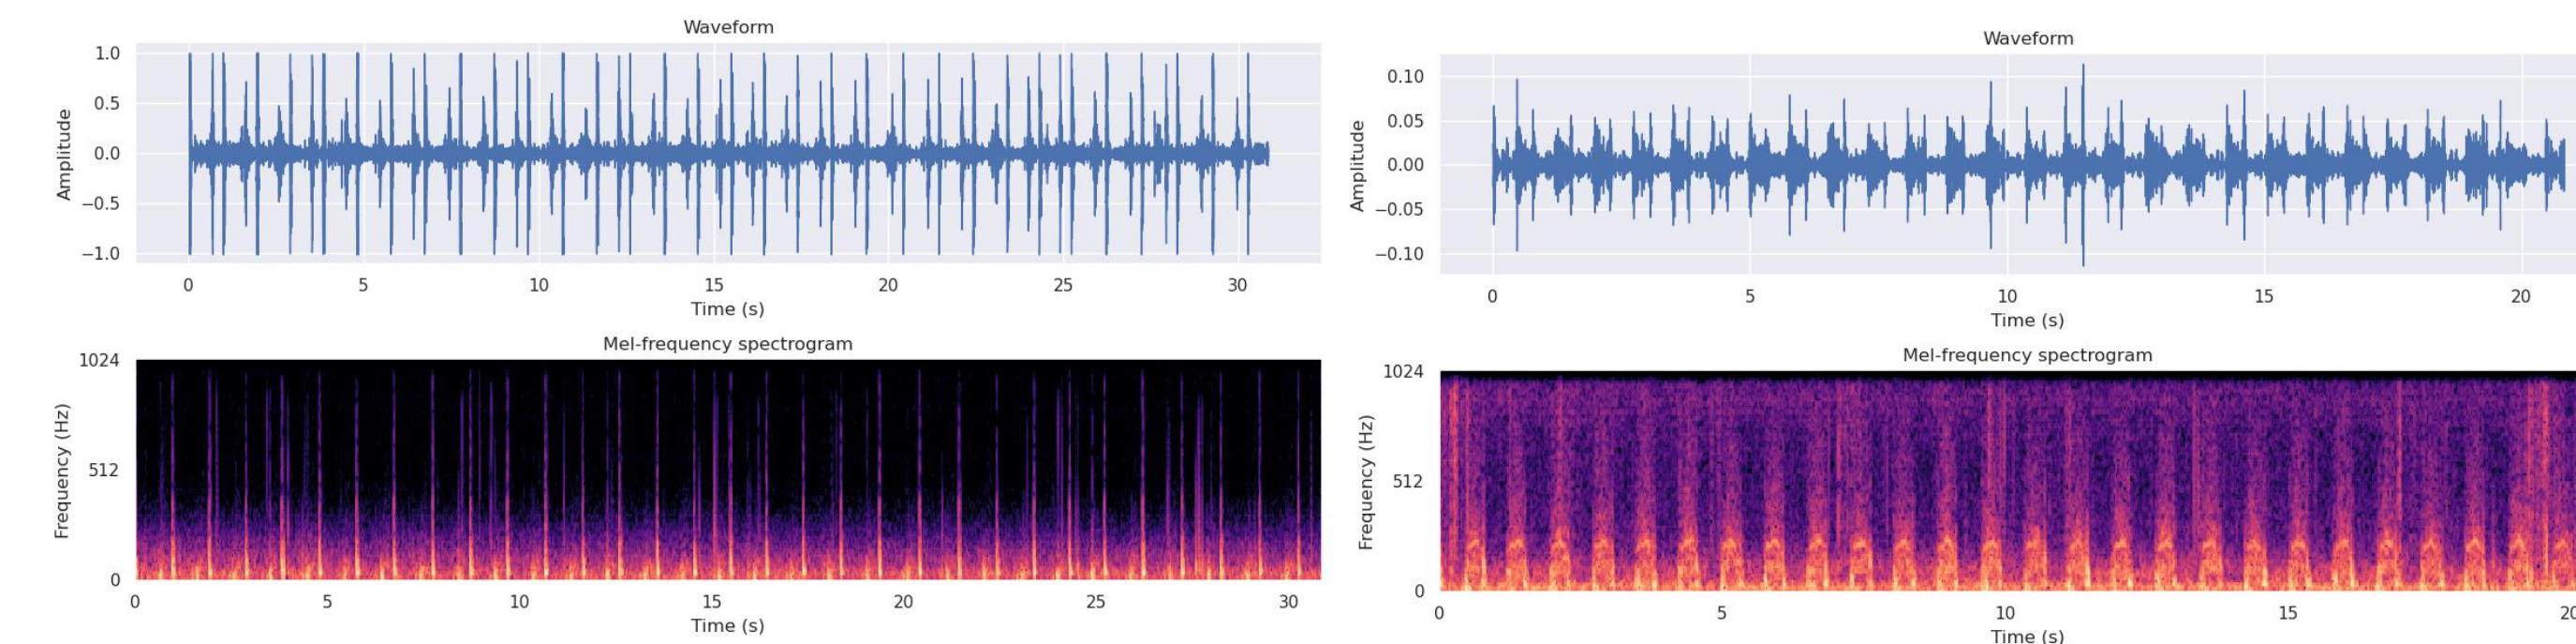 Waveform
1.0
0.5
0.0
−0.5
−1.0
Amplitude
0 5 10 15 20 25 30
Time (s)
Mel-frequency spectrogram
1024
512
0
Frequency (Hz)
0 5 10 15 20 25 30
Time (s)
Waveform
0.10
0.05
0.00
−0.05
−0.10
Amplitude
0 5 10 15 20
Time (s)
Mel-frequency spectrogram
1024
512
0
Frequency (Hz)
0 5 10 15 20
Time (s)